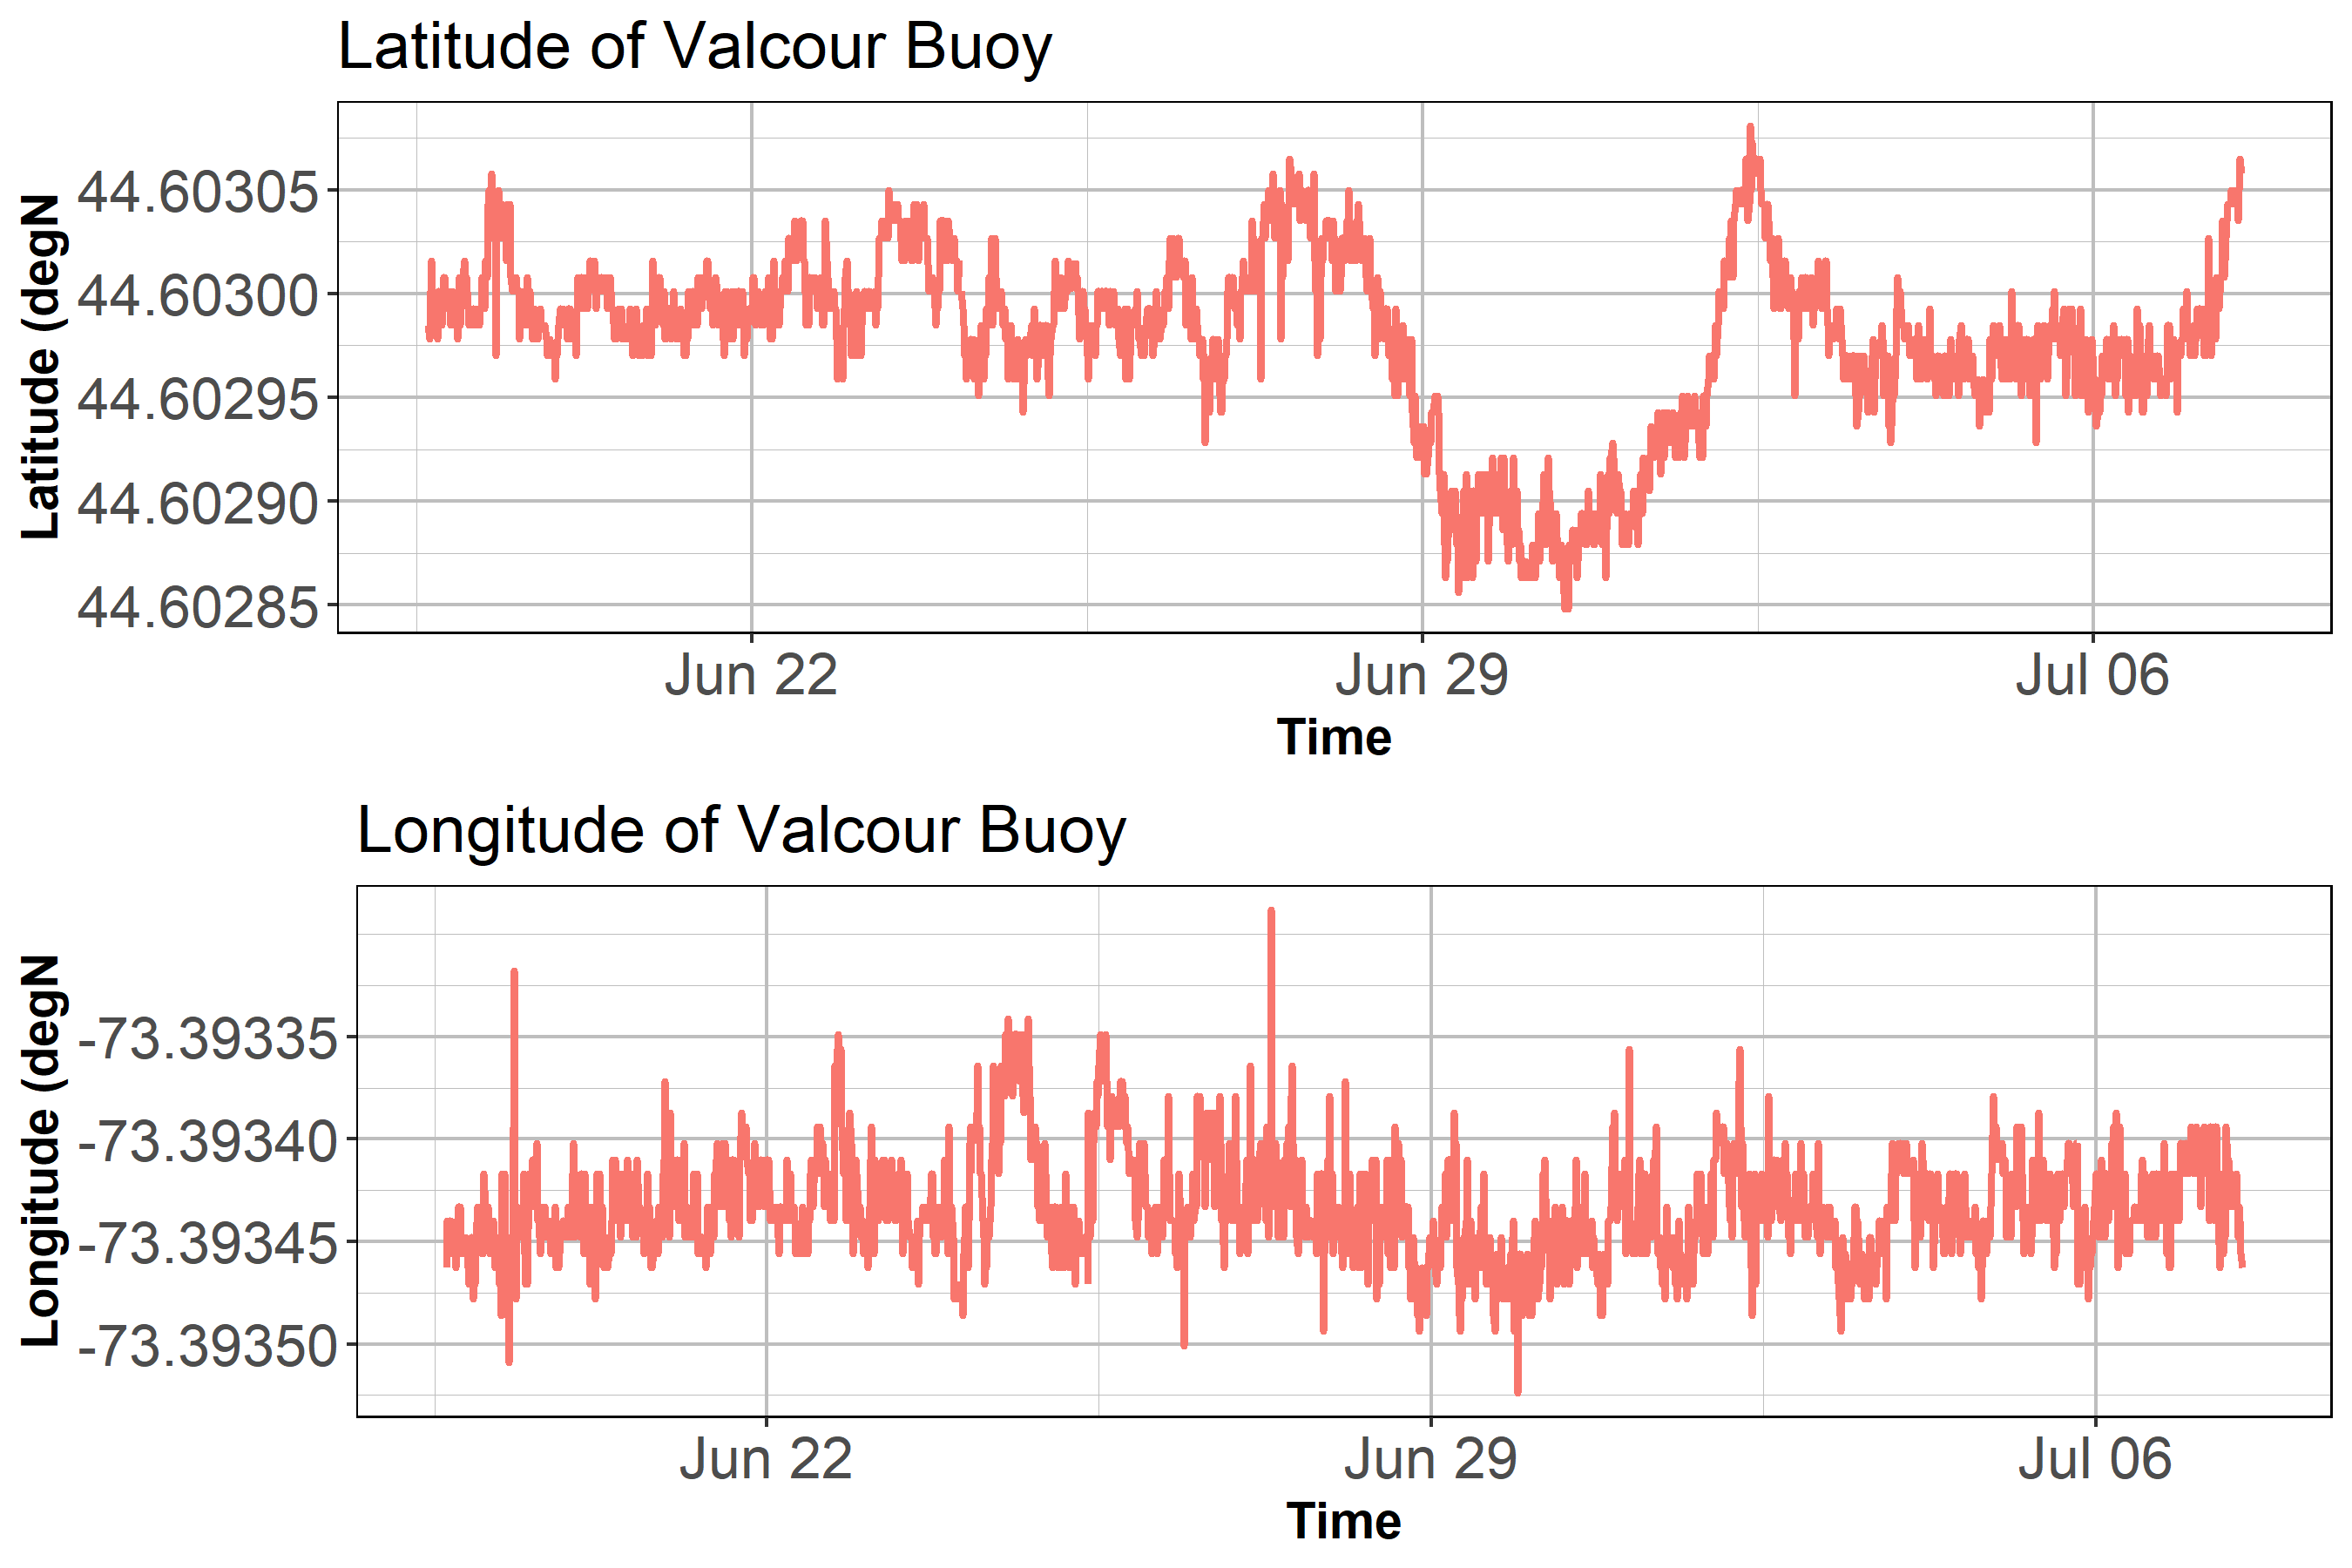 Latitude of Valcour Buoy
Latitude (degN
44.60305
44.60300
44.60295
44.60290
44.60285
Jun 22 Jun 29 Jul 06
Time
Longitude of Valcour Buoy
Longitude (degN
-73.39335
-73.39340
-73.39345
-73.39350
Jun 22 Jun 29 Jul 06
Time